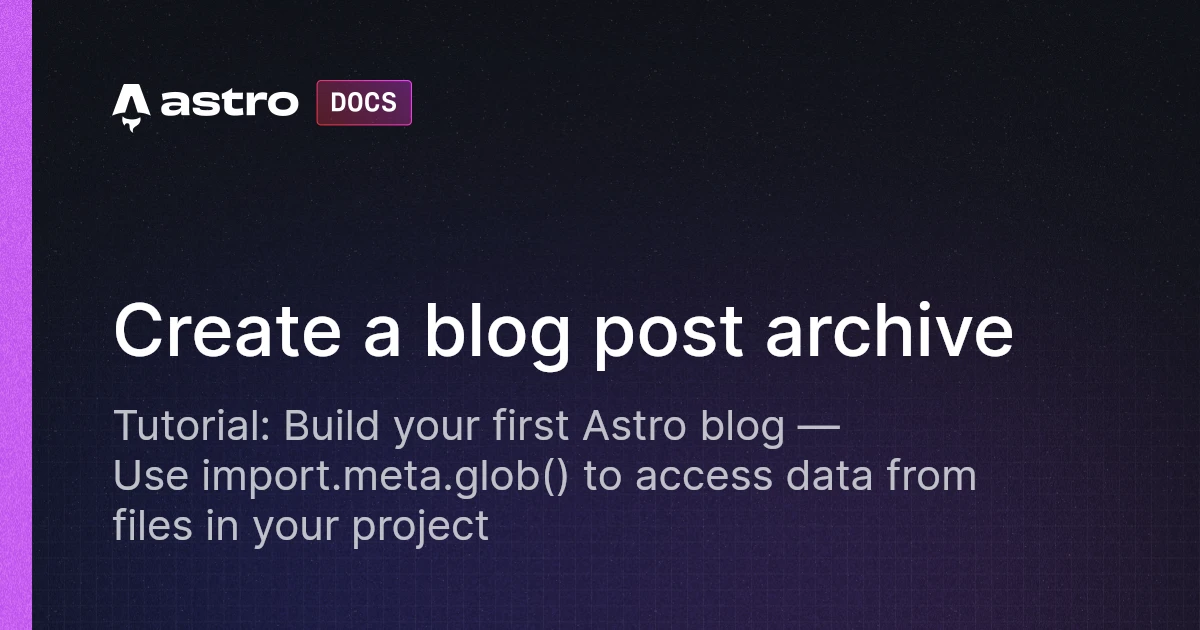 astro DOCS
Create a blog post archive
Tutorial: Build your first Astro blog —
Use import.meta.glob() to access data from
files in your project